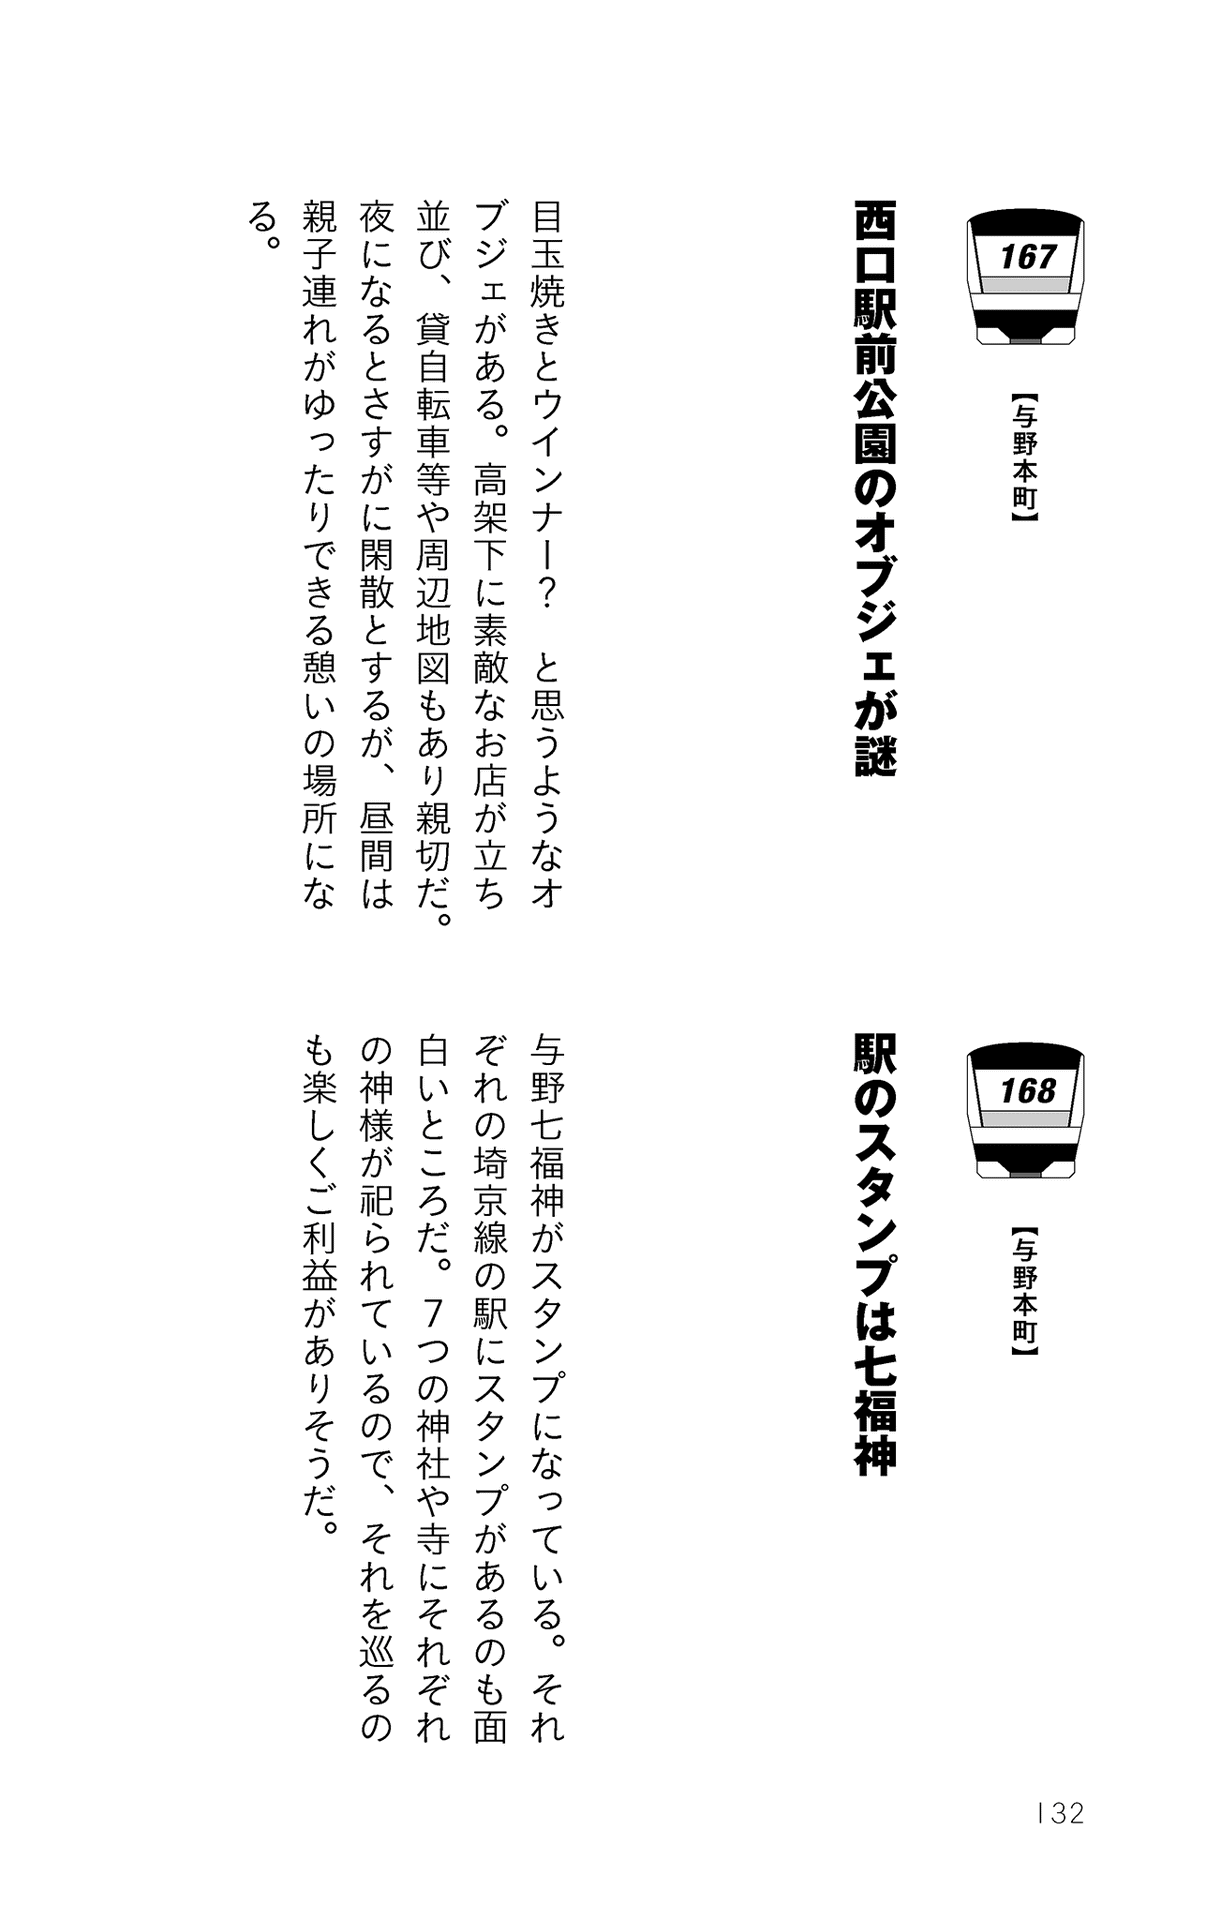 167
【与野本町】
西口駅前公園のオブジェが謎
目玉焼きとウインナー？　と思うようなオ
ブジェがある。高架下に素敵なお店が立ち
並び、貸自転車等や周辺地図もあり親切だ。
夜になるとさすがに閑散とするが、昼間は
親子連れがゆったりできる憩いの場所にな
る。
168
【与野本町】
駅のスタンプは七福神
与野七福神がスタンプになっている。それ
ぞれの埼京線の駅にスタンプがあるのも面
白いところだ。7つの神社や寺にそれぞれ
の神様が祀られているので、それを巡るの
も楽しくご利益がありそうだ。
132